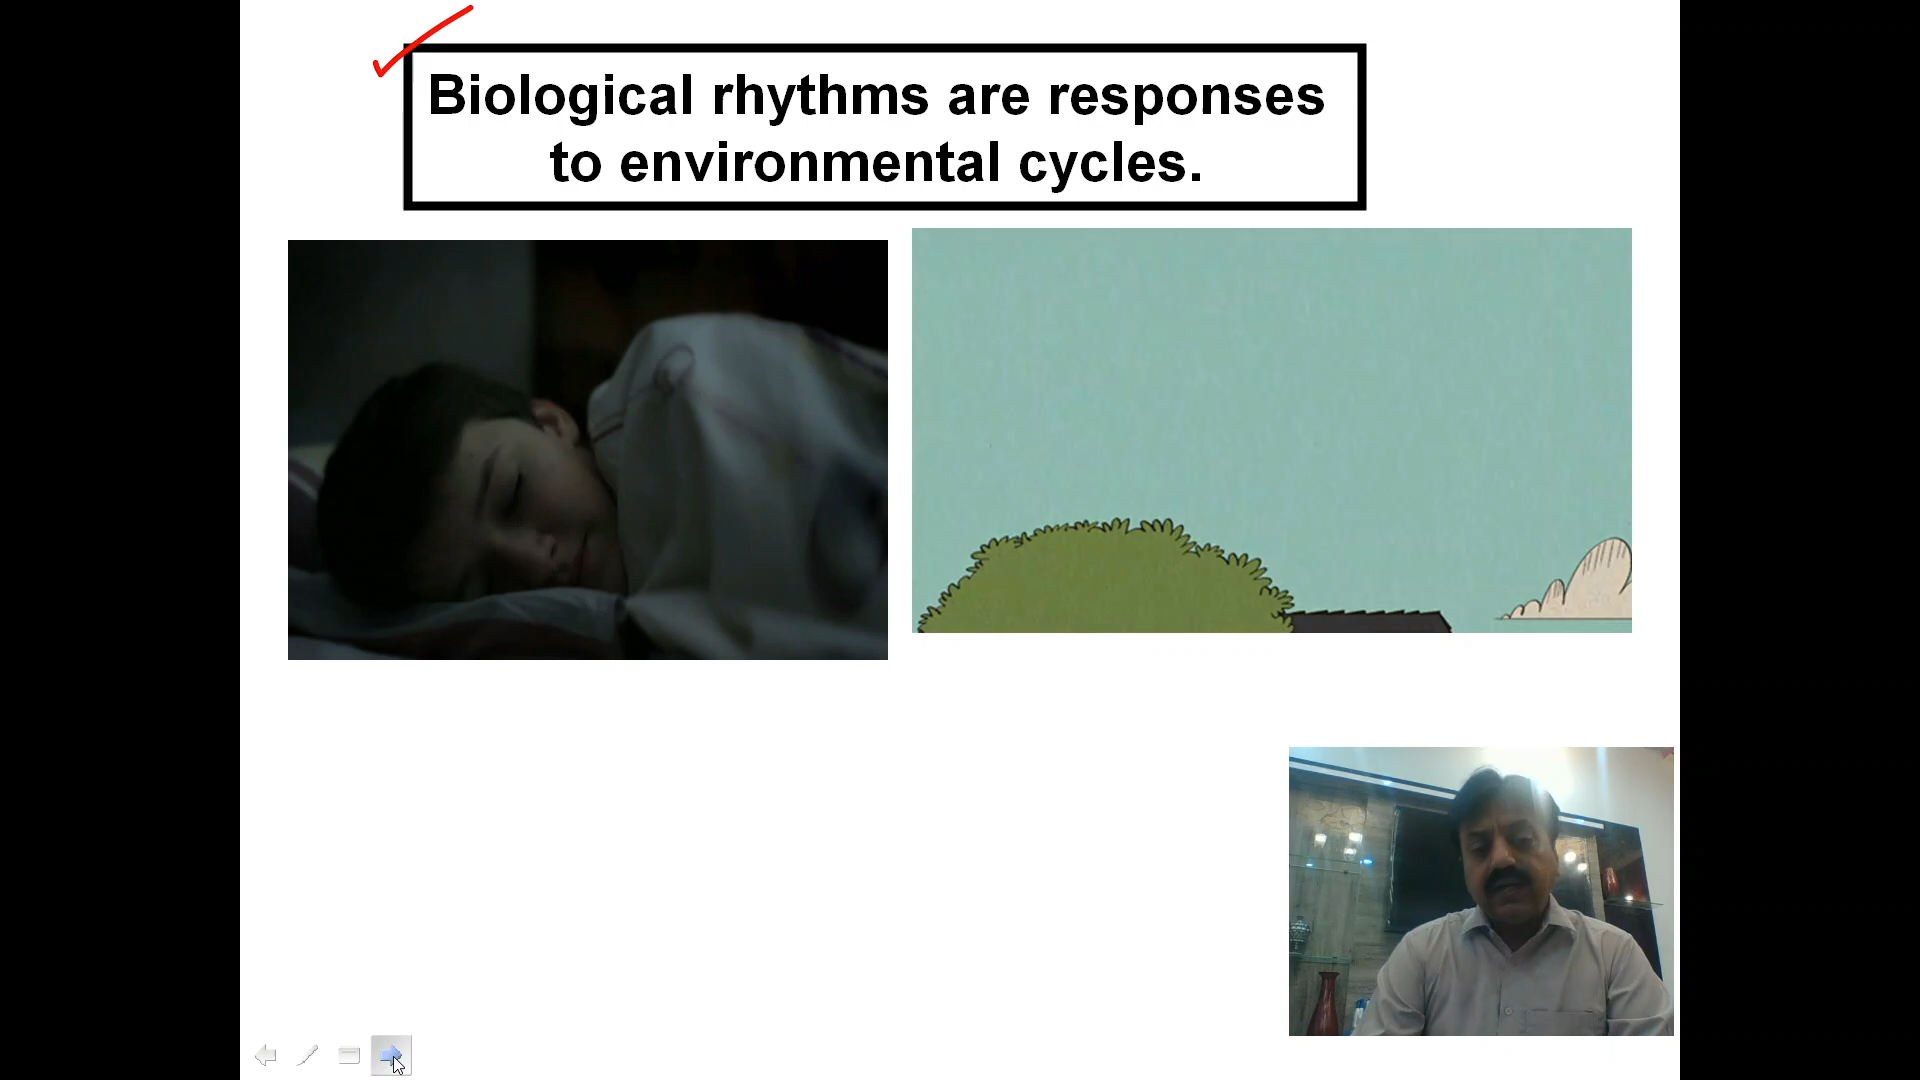 Biological rhythms are responses
to environmental cycles.